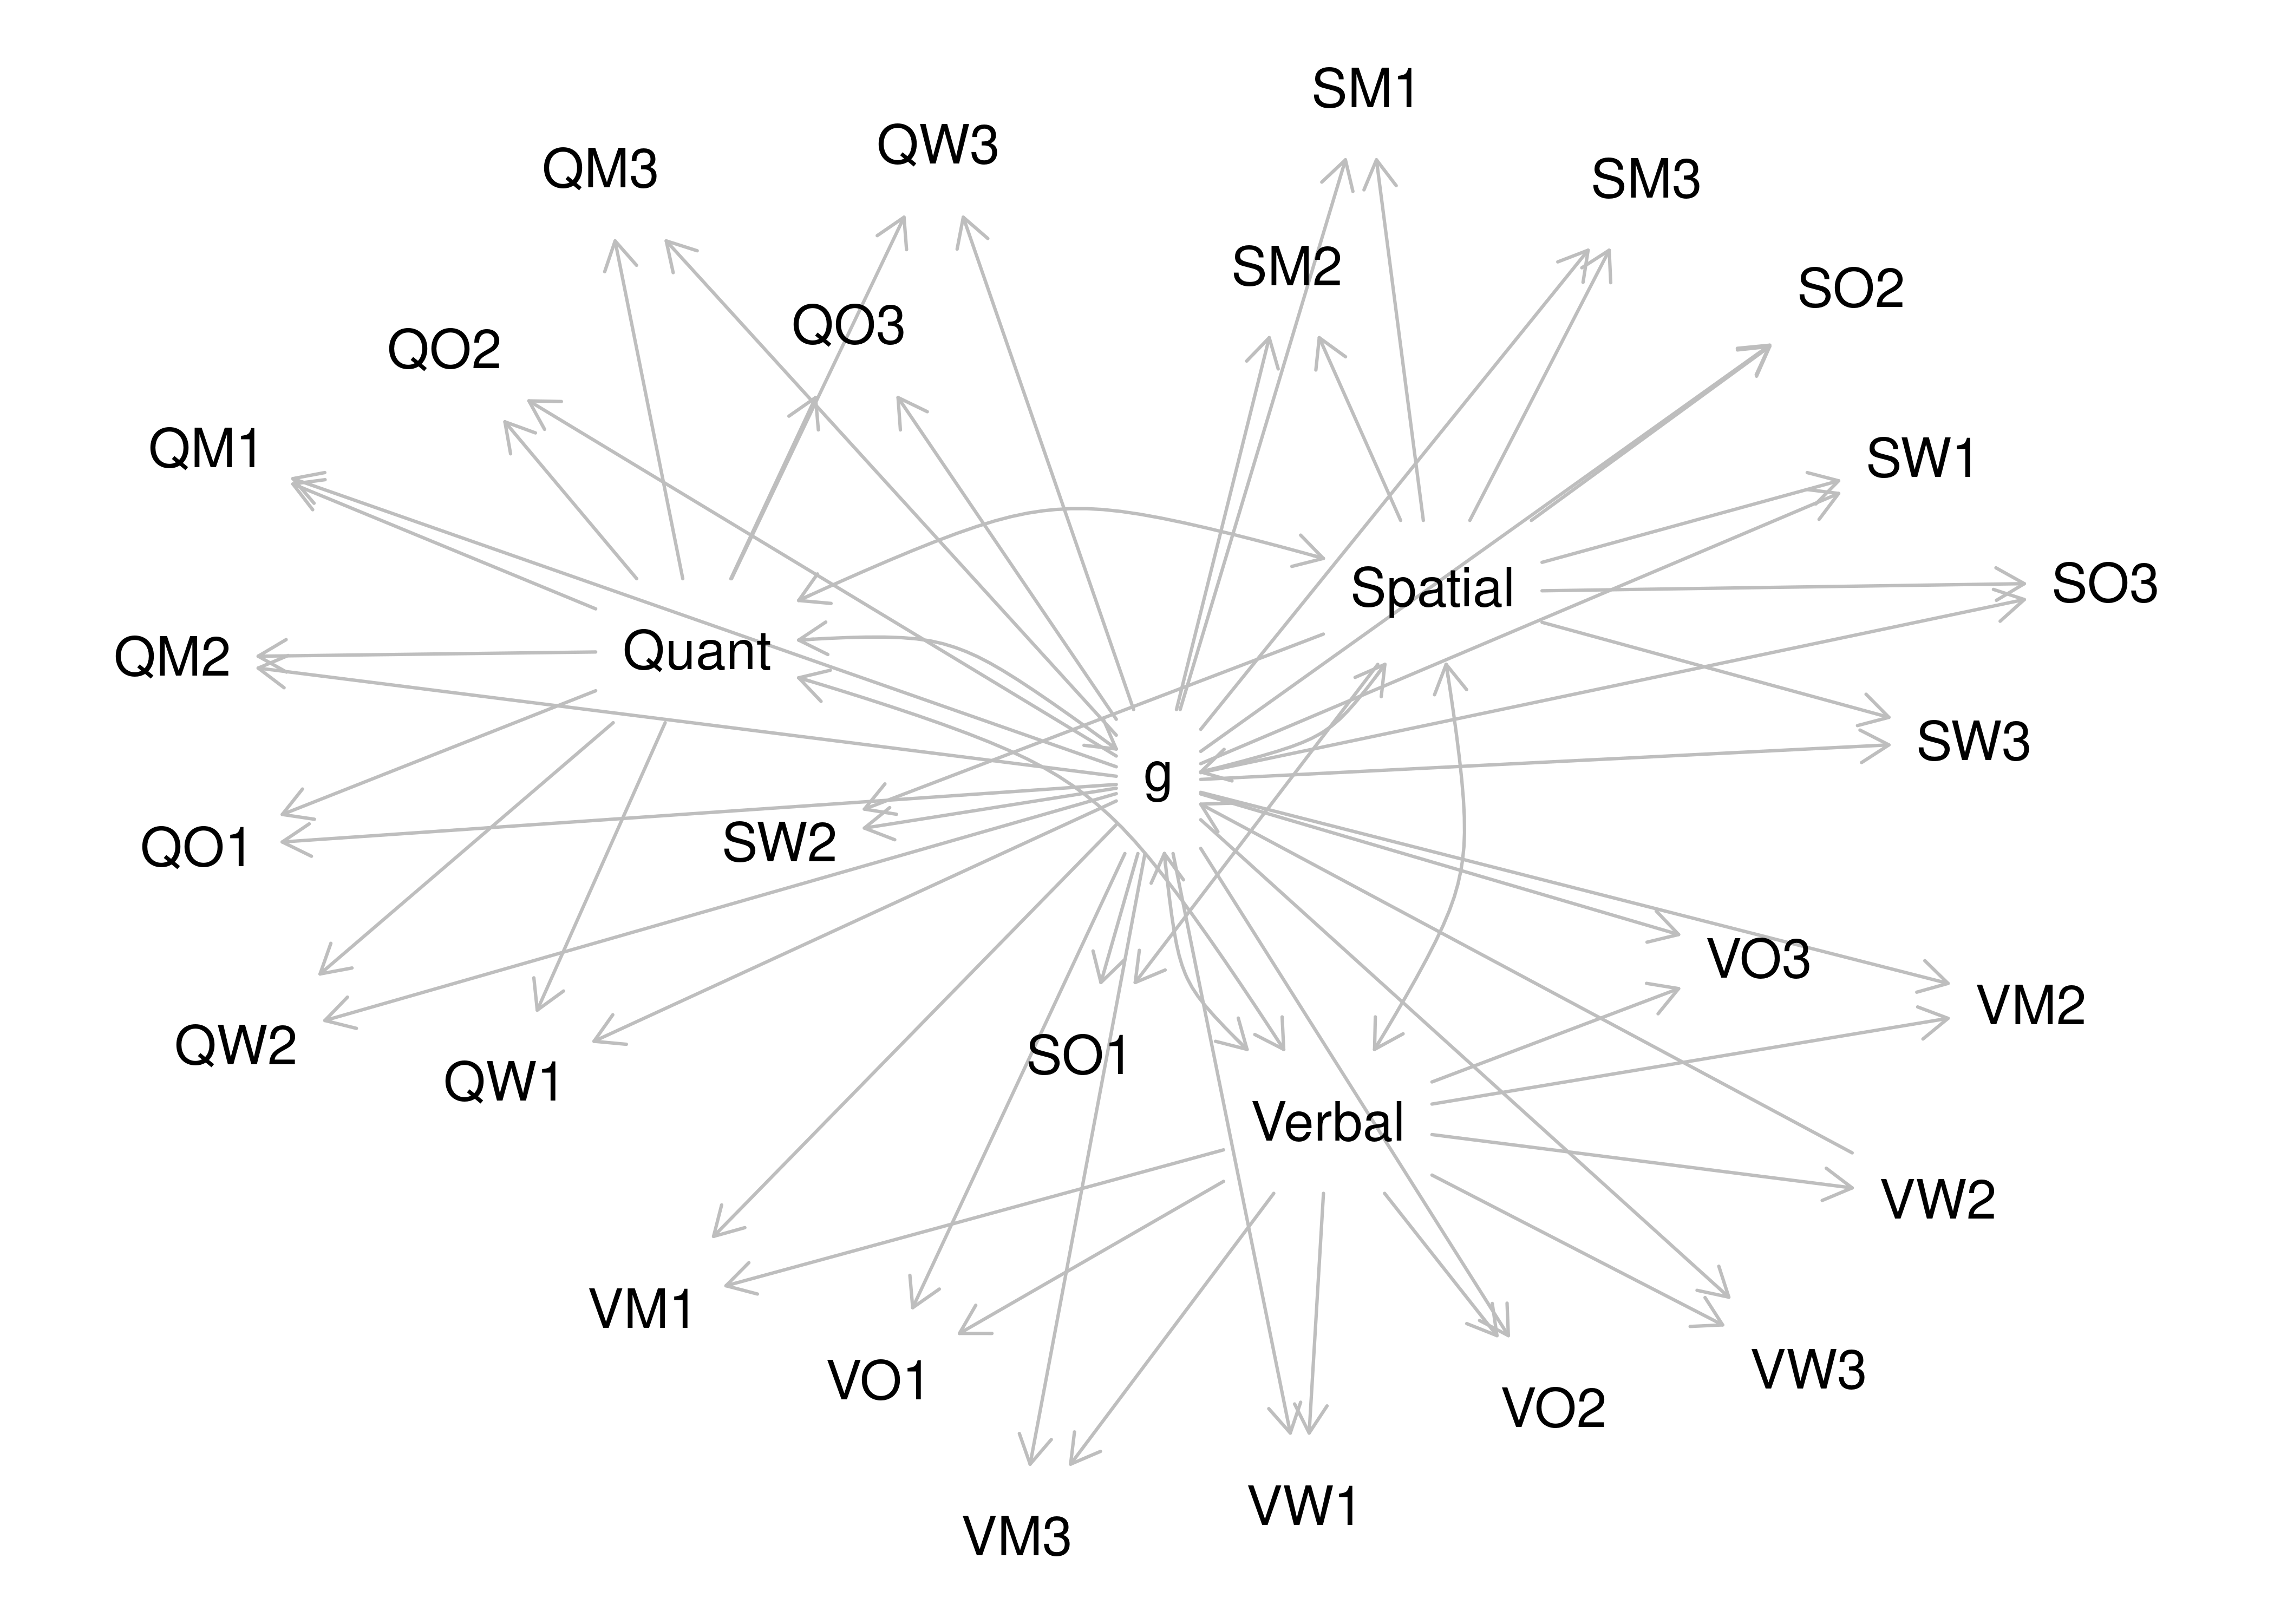 SM1
QW3
QM3
SM3
SM2
SO2
QO3
QO2
QM1
SW1
SO3
Spatial
Quant
QM2
SW3
g
SW2
QO1
VO3
VM2
QW2
SO1
QW1
Verbal
VW2
VM1
VW3
VO1
VO2
VW1
VM3